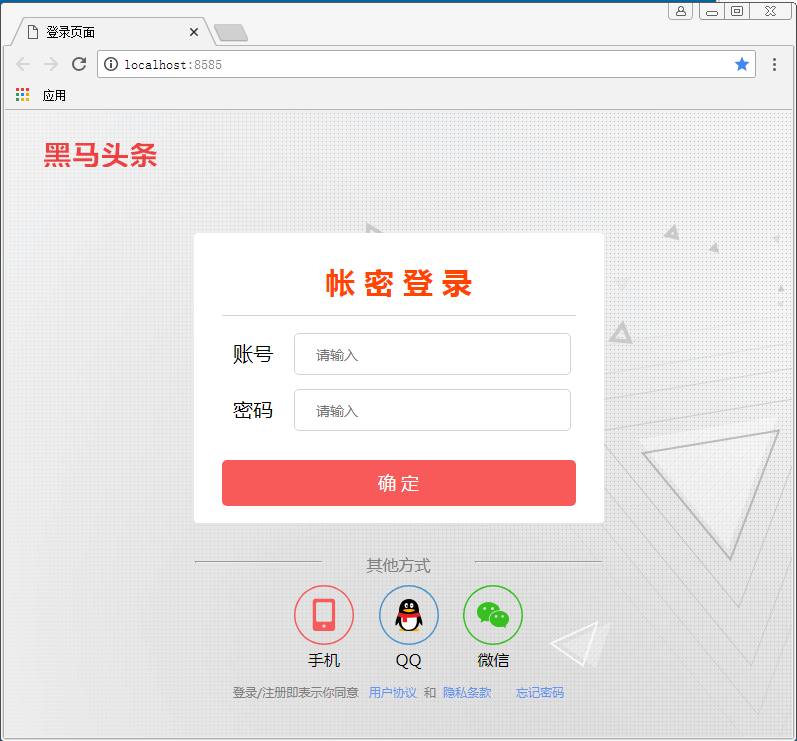 登录页面
localhost:8585
应用
黑马头条
帐密登录
账号 请输入
密码 请输入
确定
其他方式
手机 QQ 微信
登录/注册即表示你同意 用户协议 和 隐私条款 忘记密码